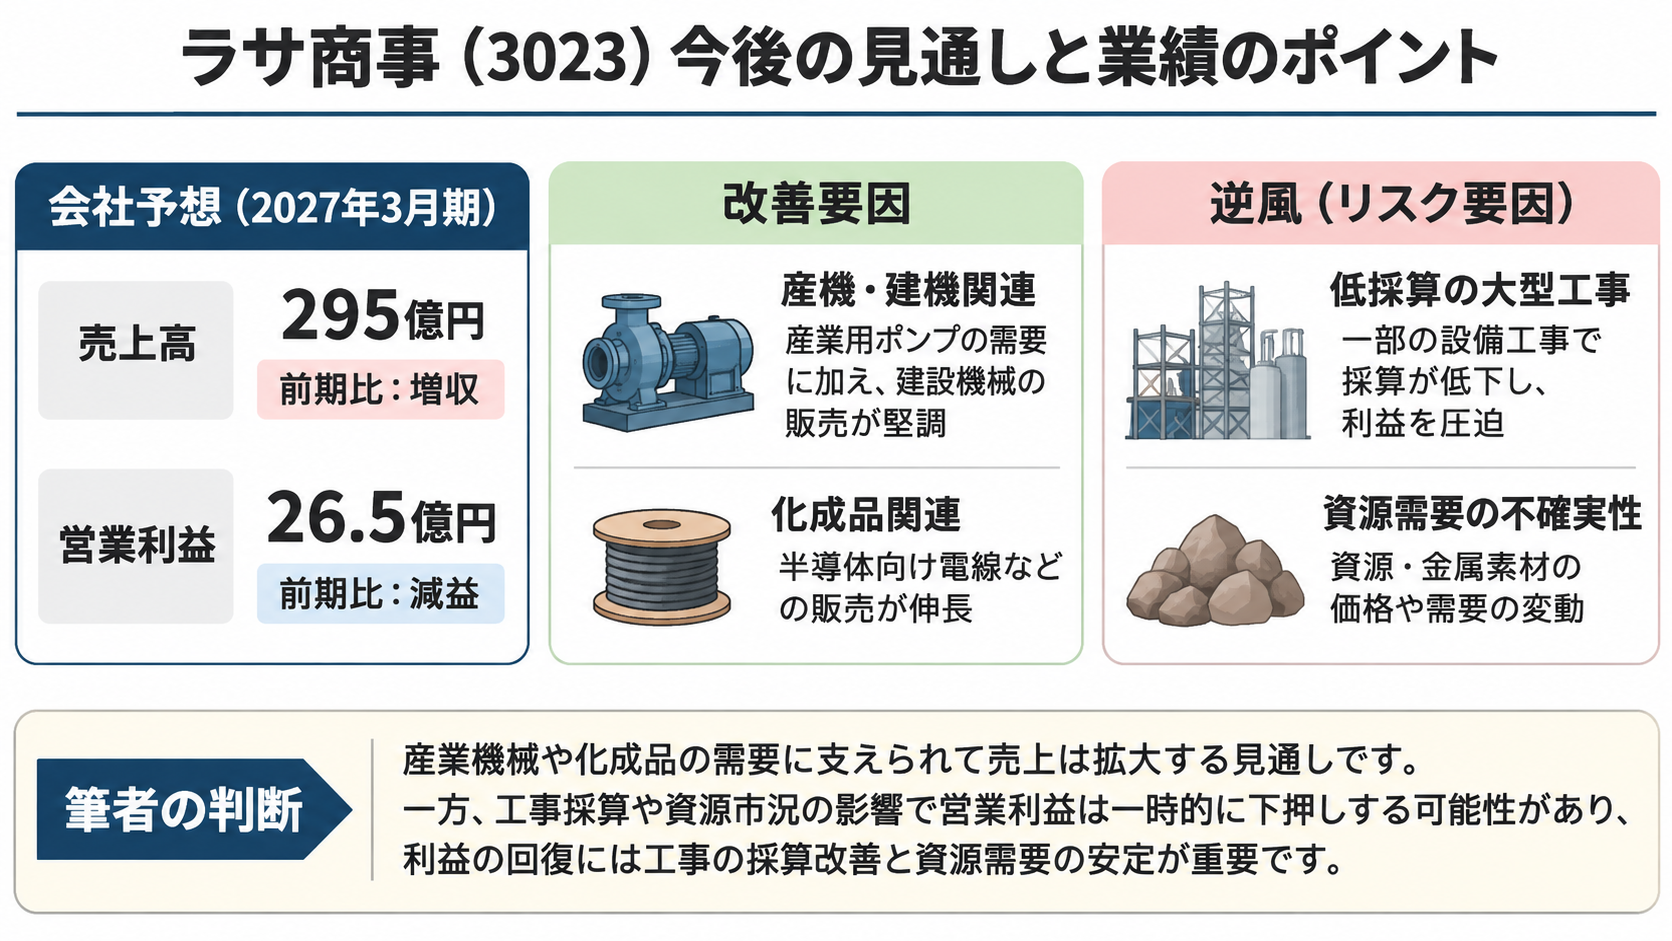 ラサ商事（3023）今後の見通しと業績のポイント
会社予想（2027年3月期）
売上高
295億円
前期比：増収
営業利益
26.5億円
前期比：減益
改善要因
産機・建機関連
産業用ポンプの需要
に加え、建設機械の
販売が堅調
化成品関連
半導体向け電線など
の販売が伸長
逆風（リスク要因）
低採算の大型工事
一部の設備工事で
採算が低下し、
利益を圧迫
資源需要の不確実性
資源・金属素材の
価格や需要の変動
筆者の判断
産業機械や化成品の需要に支えられて売上は拡大する見通しです。
一方、工事採算や資源市況の影響で営業利益は一時的に下押しする可能性があり、
利益の回復には工事の採算改善と資源需要の安定が重要です。